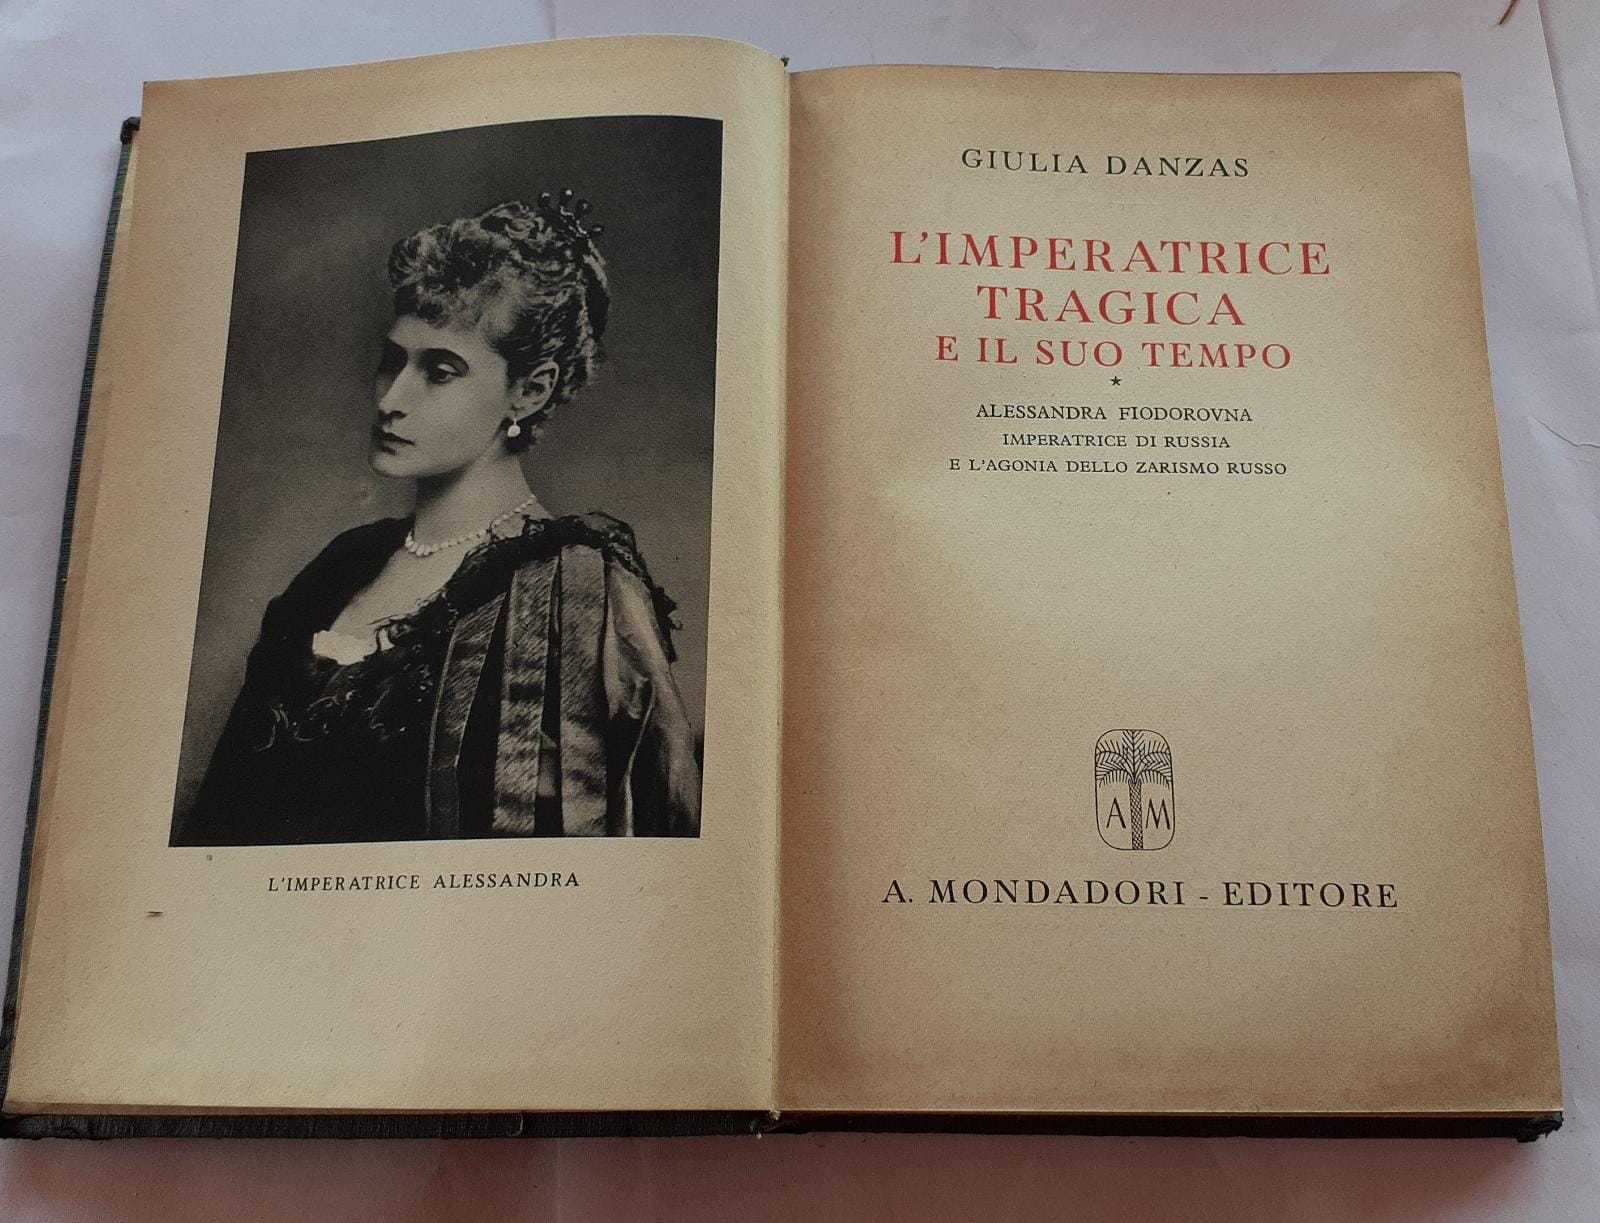 L'IMPERATRICE ALESSANDRA
GIULIA DANZAS
L'IMPERATRICE
TRAGICA
E IL SUO TEMPO
★
ALESSANDRA FIODOROVNA
IMPERATRICE DI RUSSIA
E L'AGONIA DELLO ZARISMO RUSSO
A M
A. MONDADORI - EDITORE